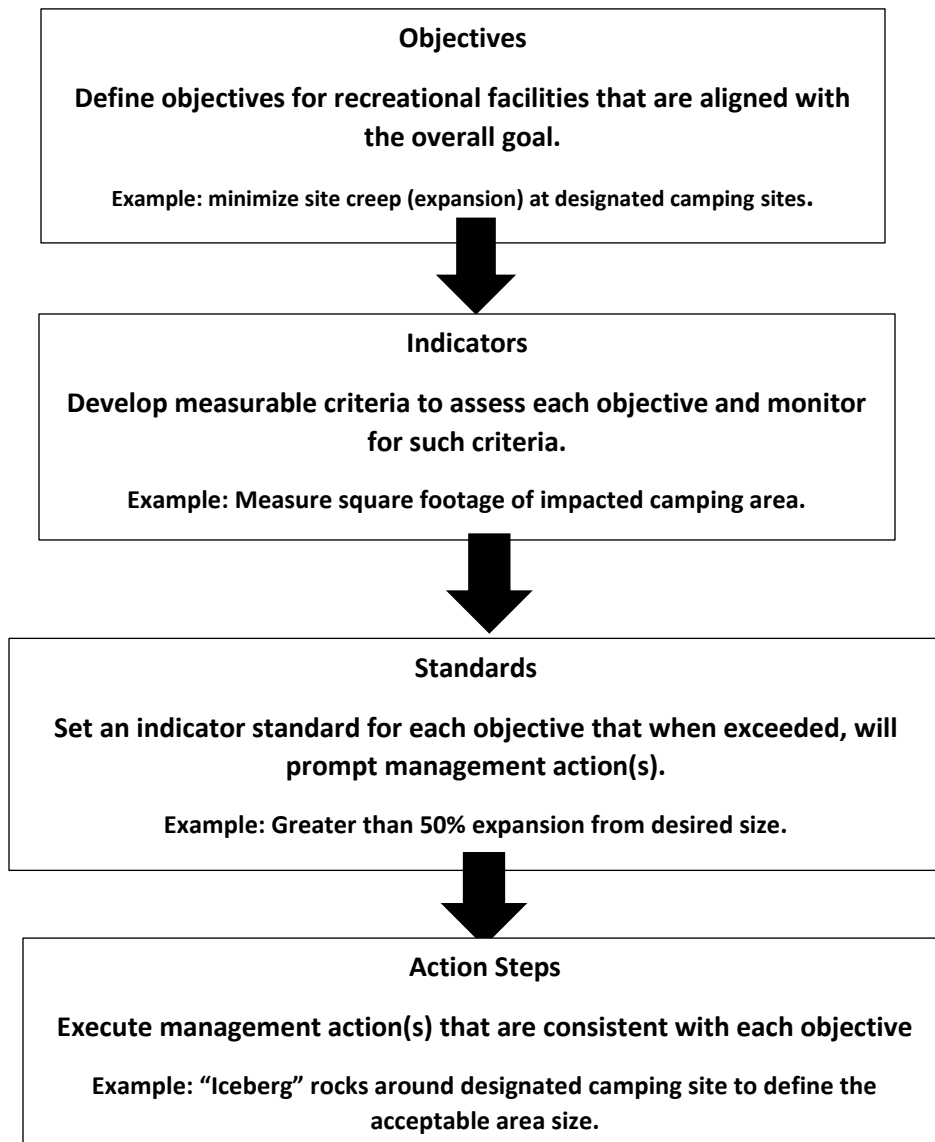 Objectives
Define objectives for recreational facilities that are aligned with
the overall goal.
Example: minimize site creep (expansion) at designated camping sites.
Indicators
Develop measurable criteria to assess each objective and monitor
for such criteria.
Example: Measure square footage of impacted camping area.
Standards
Set an indicator standard for each objective that when exceeded, will
prompt management action(s).
Example: Greater than 50% expansion from desired size.
Action Steps
Execute management action(s) that are consistent with each objective
Example: “Iceberg” rocks around designated camping site to define the
acceptable area size.